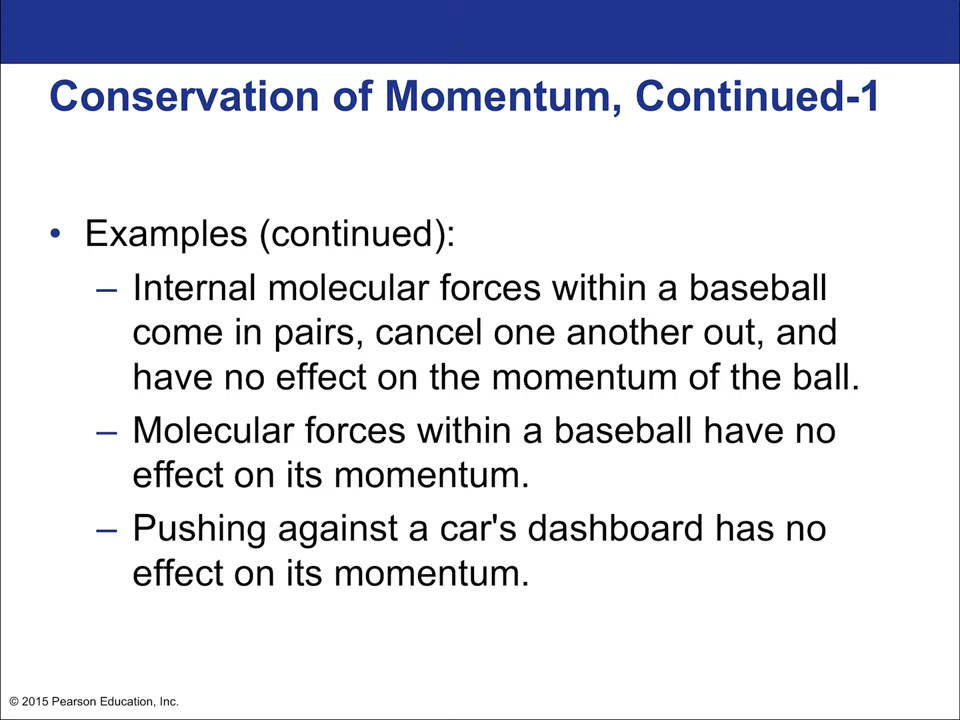 Conservation of Momentum, Continued-1
• Examples (continued):
– Internal molecular forces within a baseball
come in pairs, cancel one another out, and
have no effect on the momentum of the ball.
– Molecular forces within a baseball have no
effect on its momentum.
– Pushing against a car's dashboard has no
effect on its momentum.
© 2015 Pearson Education, Inc.